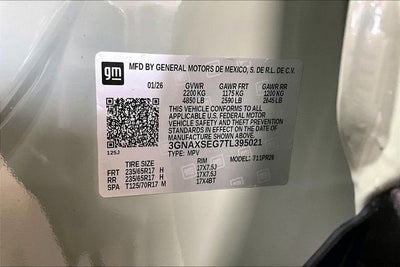 gm
MFD BY GENERAL MOTORS DE MEXICO, S. DE R.L. DE C.V.
01/26 GVWR GAWR FRT GAWR RR
2200 KG 1175 KG 1200 KG
4850 LB 2590 LB 2645 LB
THIS VEHICLE CONFORMS TO ALL
APPLICABLE U.S. FEDERAL MOTOR
VEHICLE SAFETY AND THEFT PREVENTION
STANDARDS IN EFFECT ON THE DATE OF
MANUFACTURE SHOWN ABOVE.
3GNAXSEG7TL395021
125J TYPE: MPV MODEL: 711PR26
TIRE SIZE RIM
FRT 235/65R17 H 17X7.5J
RR 235/65R17 H 17X7.5J
SPA T125/70R17 M 17X4BT